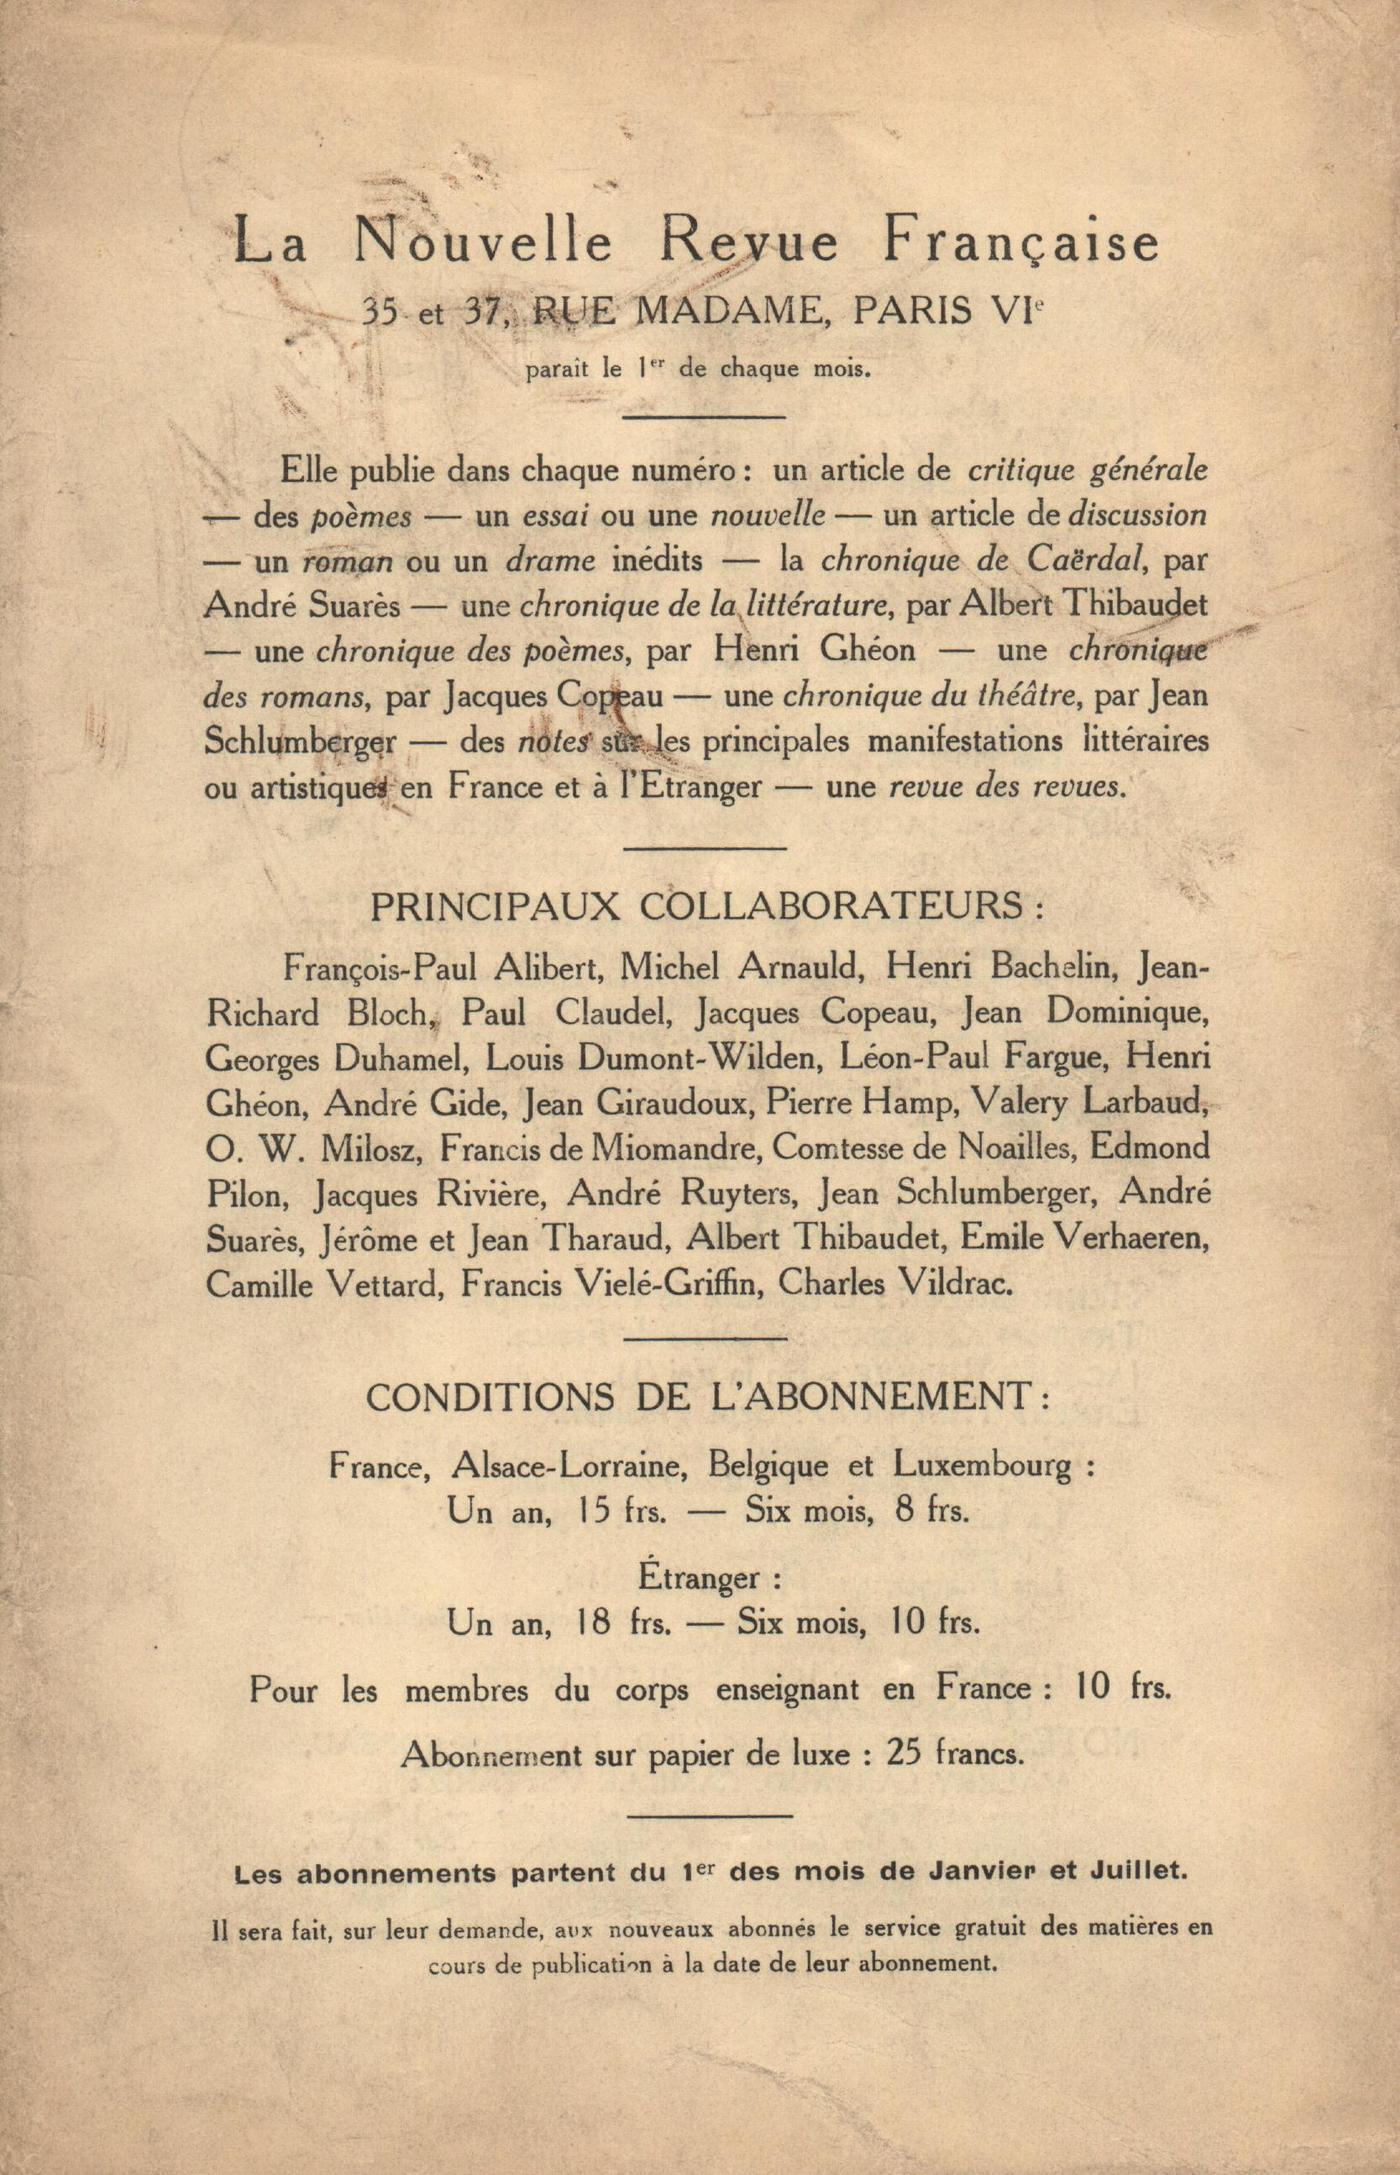 La Nouvelle Revue Française
35 et 37, RUE MADAME, PARIS VIe
paraît le 1er de chaque mois.
Elle publie dans chaque numéro : un article de critique générale
— des poèmes — un essai ou une nouvelle — un article de discussion
— un roman ou un drame inédits — la chronique de Caërdal, par
André Suarès — une chronique de la littérature, par Albert Thibaudet
— une chronique des poèmes, par Henri Ghéon — une chronique
des romans, par Jacques Copeau — une chronique du théâtre, par Jean
Schlumberger — des notes sur les principales manifestations littéraires
ou artistiques en France et à l'Etranger — une revue des revues.
PRINCIPAUX COLLABORATEURS :
François-Paul Alibert, Michel Arnauld, Henri Bachelin, Jean-
Richard Bloch, Paul Claudel, Jacques Copeau, Jean Dominique,
Georges Duhamel, Louis Dumont-Wilden, Léon-Paul Fargue, Henri
Ghéon, André Gide, Jean Giraudoux, Pierre Hamp, Valery Larbaud,
O. W. Milosz, Francis de Miomandre, Comtesse de Noailles, Edmond
Pilon, Jacques Rivière, André Ruyters, Jean Schlumberger, André
Suarès, Jérôme et Jean Tharaud, Albert Thibaudet, Emile Verhaeren,
Camille Vettard, Francis Vielé-Griffin, Charles Vildrac.
CONDITIONS DE L'ABONNEMENT :
France, Alsace-Lorraine, Belgique et Luxembourg :
Un an, 15 frs. — Six mois, 8 frs.
Étranger :
Un an, 18 frs. — Six mois, 10 frs.
Pour les membres du corps enseignant en France : 10 frs.
Abonnement sur papier de luxe : 25 francs.
Les abonnements partent du 1er des mois de Janvier et Juillet.
Il sera fait, sur leur demande, aux nouveaux abonnés le service gratuit des matières en
cours de publication à la date de leur abonnement.